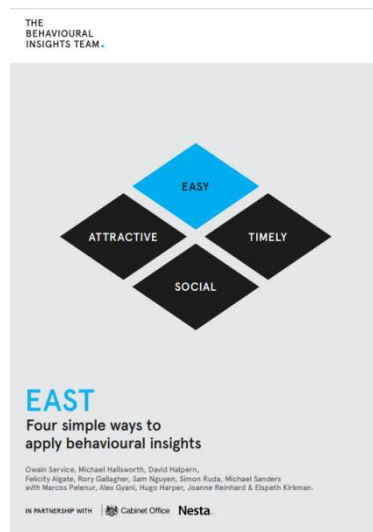 THE
BEHAVIOURAL
INSIGHTS TEAM.
EASY
ATTRACTIVE
TIMELY
SOCIAL
EAST
Four simple ways to
apply behavioural insights
Owain Service, Michael Hallsworth, David Halpern,
Felicity Algate, Rory Gallagher, Sam Nguyen, Simon Ruda, Michael Sanders
with Marcos Pelenur, Alex Gyani, Hugo Harper, Joanne Reinhard & Elspeth Kirkman.
IN PARTNERSHIP WITH Cabinet Office Nesta.